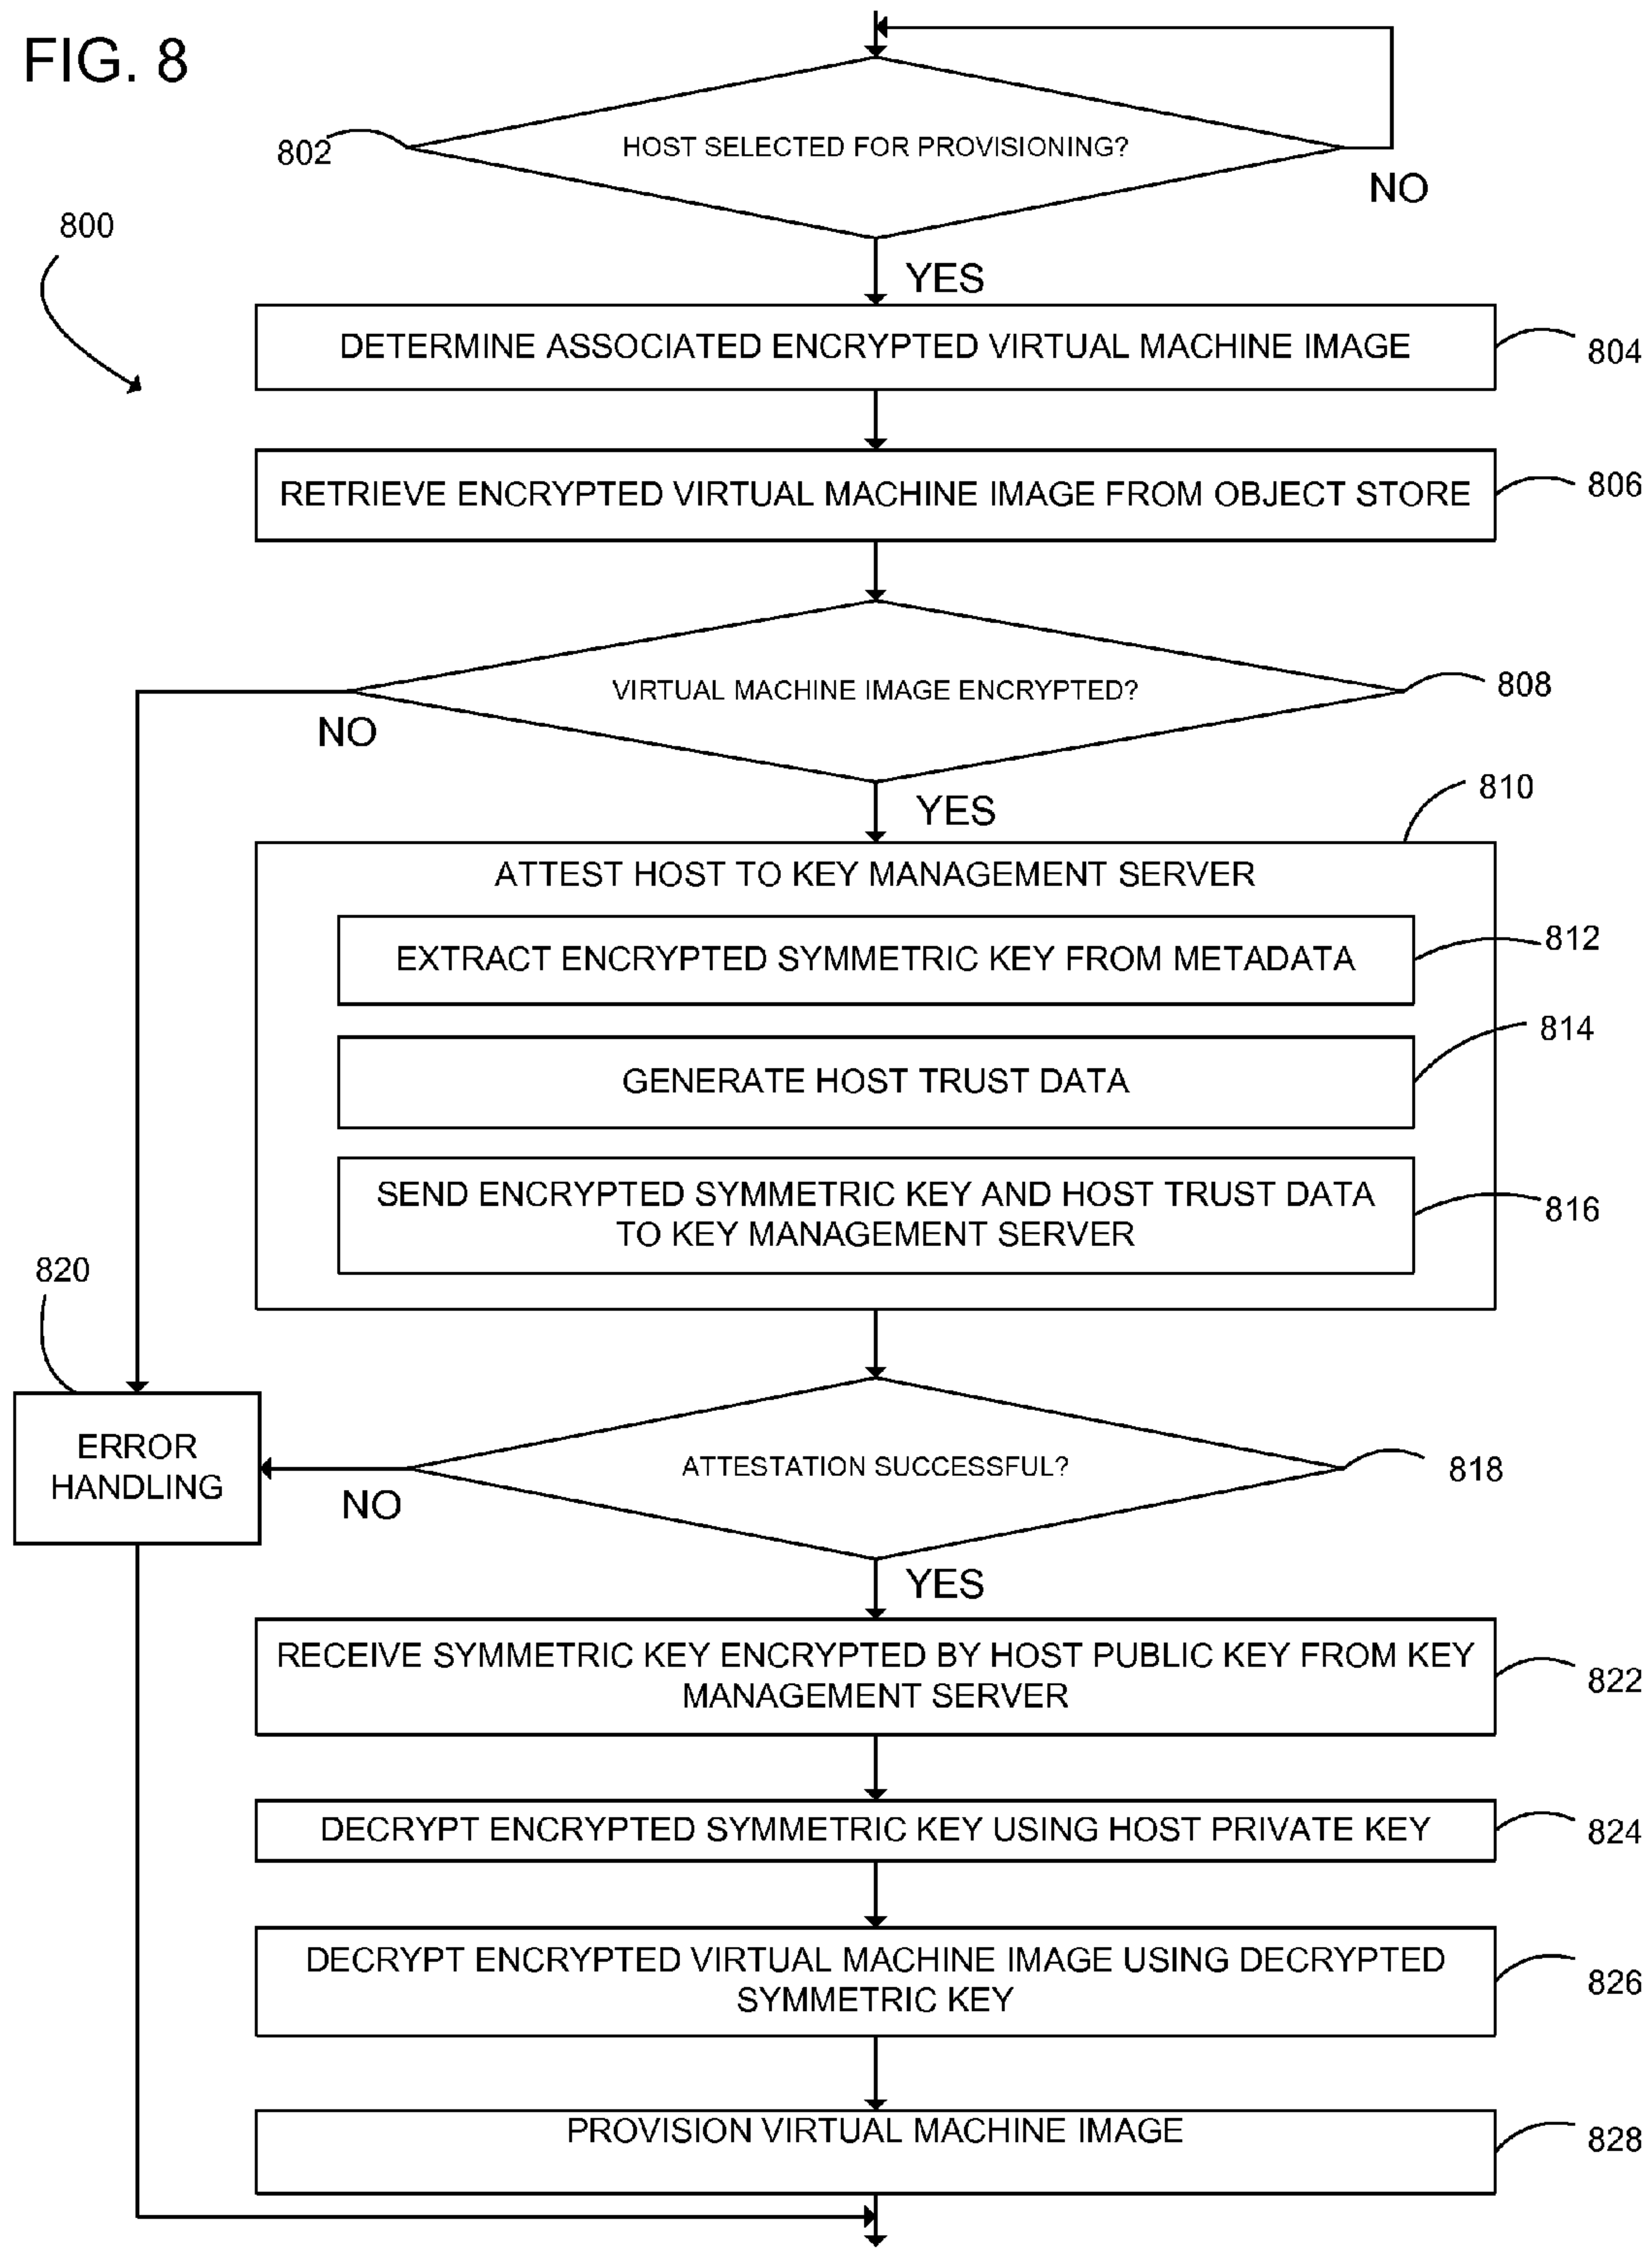 FIG. 8
HOST SELECTED FOR PROVISIONING?
802
NO
800
YES
DETERMINE ASSOCIATED ENCRYPTED VIRTUAL MACHINE IMAGE
804
RETRIEVE ENCRYPTED VIRTUAL MACHINE IMAGE FROM OBJECT STORE
806
VIRTUAL MACHINE IMAGE ENCRYPTED?
808
NO
YES
810
ATTEST HOST TO KEY MANAGEMENT SERVER
EXTRACT ENCRYPTED SYMMETRIC KEY FROM METADATA
812
GENERATE HOST TRUST DATA
814
SEND ENCRYPTED SYMMETRIC KEY AND HOST TRUST DATA
TO KEY MANAGEMENT SERVER
816
820
ERROR
HANDLING
ATTESTATION SUCCESSFUL?
818
NO
YES
RECEIVE SYMMETRIC KEY ENCRYPTED BY HOST PUBLIC KEY FROM KEY
MANAGEMENT SERVER
822
DECRYPT ENCRYPTED SYMMETRIC KEY USING HOST PRIVATE KEY
824
DECRYPT ENCRYPTED VIRTUAL MACHINE IMAGE USING DECRYPTED
SYMMETRIC KEY
826
PROVISION VIRTUAL MACHINE IMAGE
828